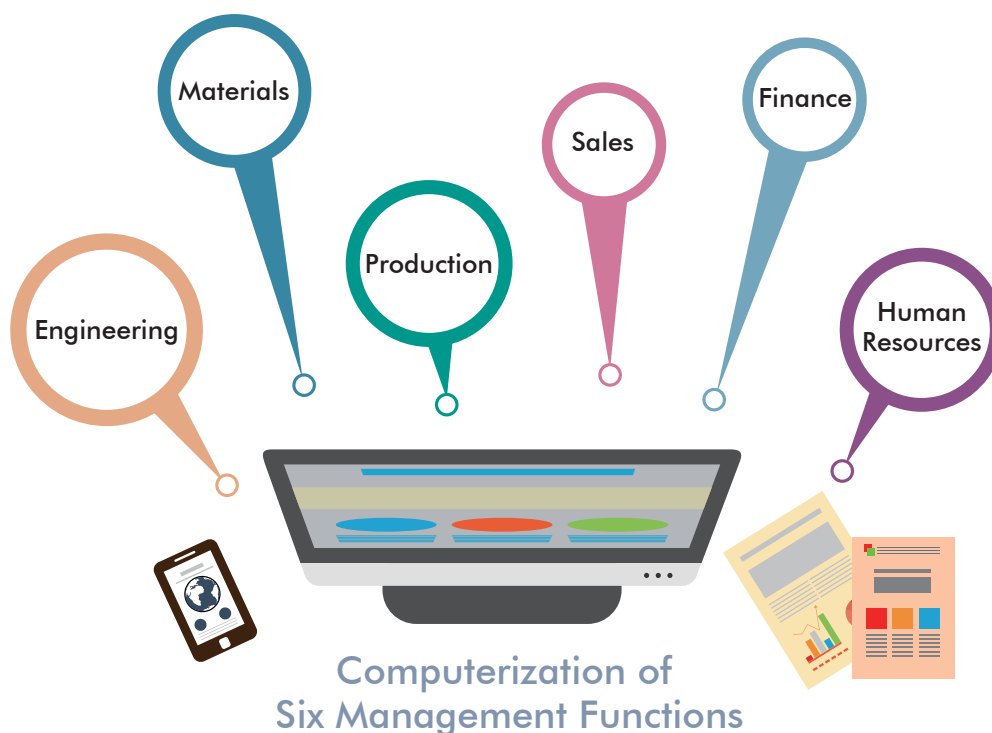 Materials
Finance
Sales
Production
Engineering
Human
Resources
Computerization of
Six Management Functions